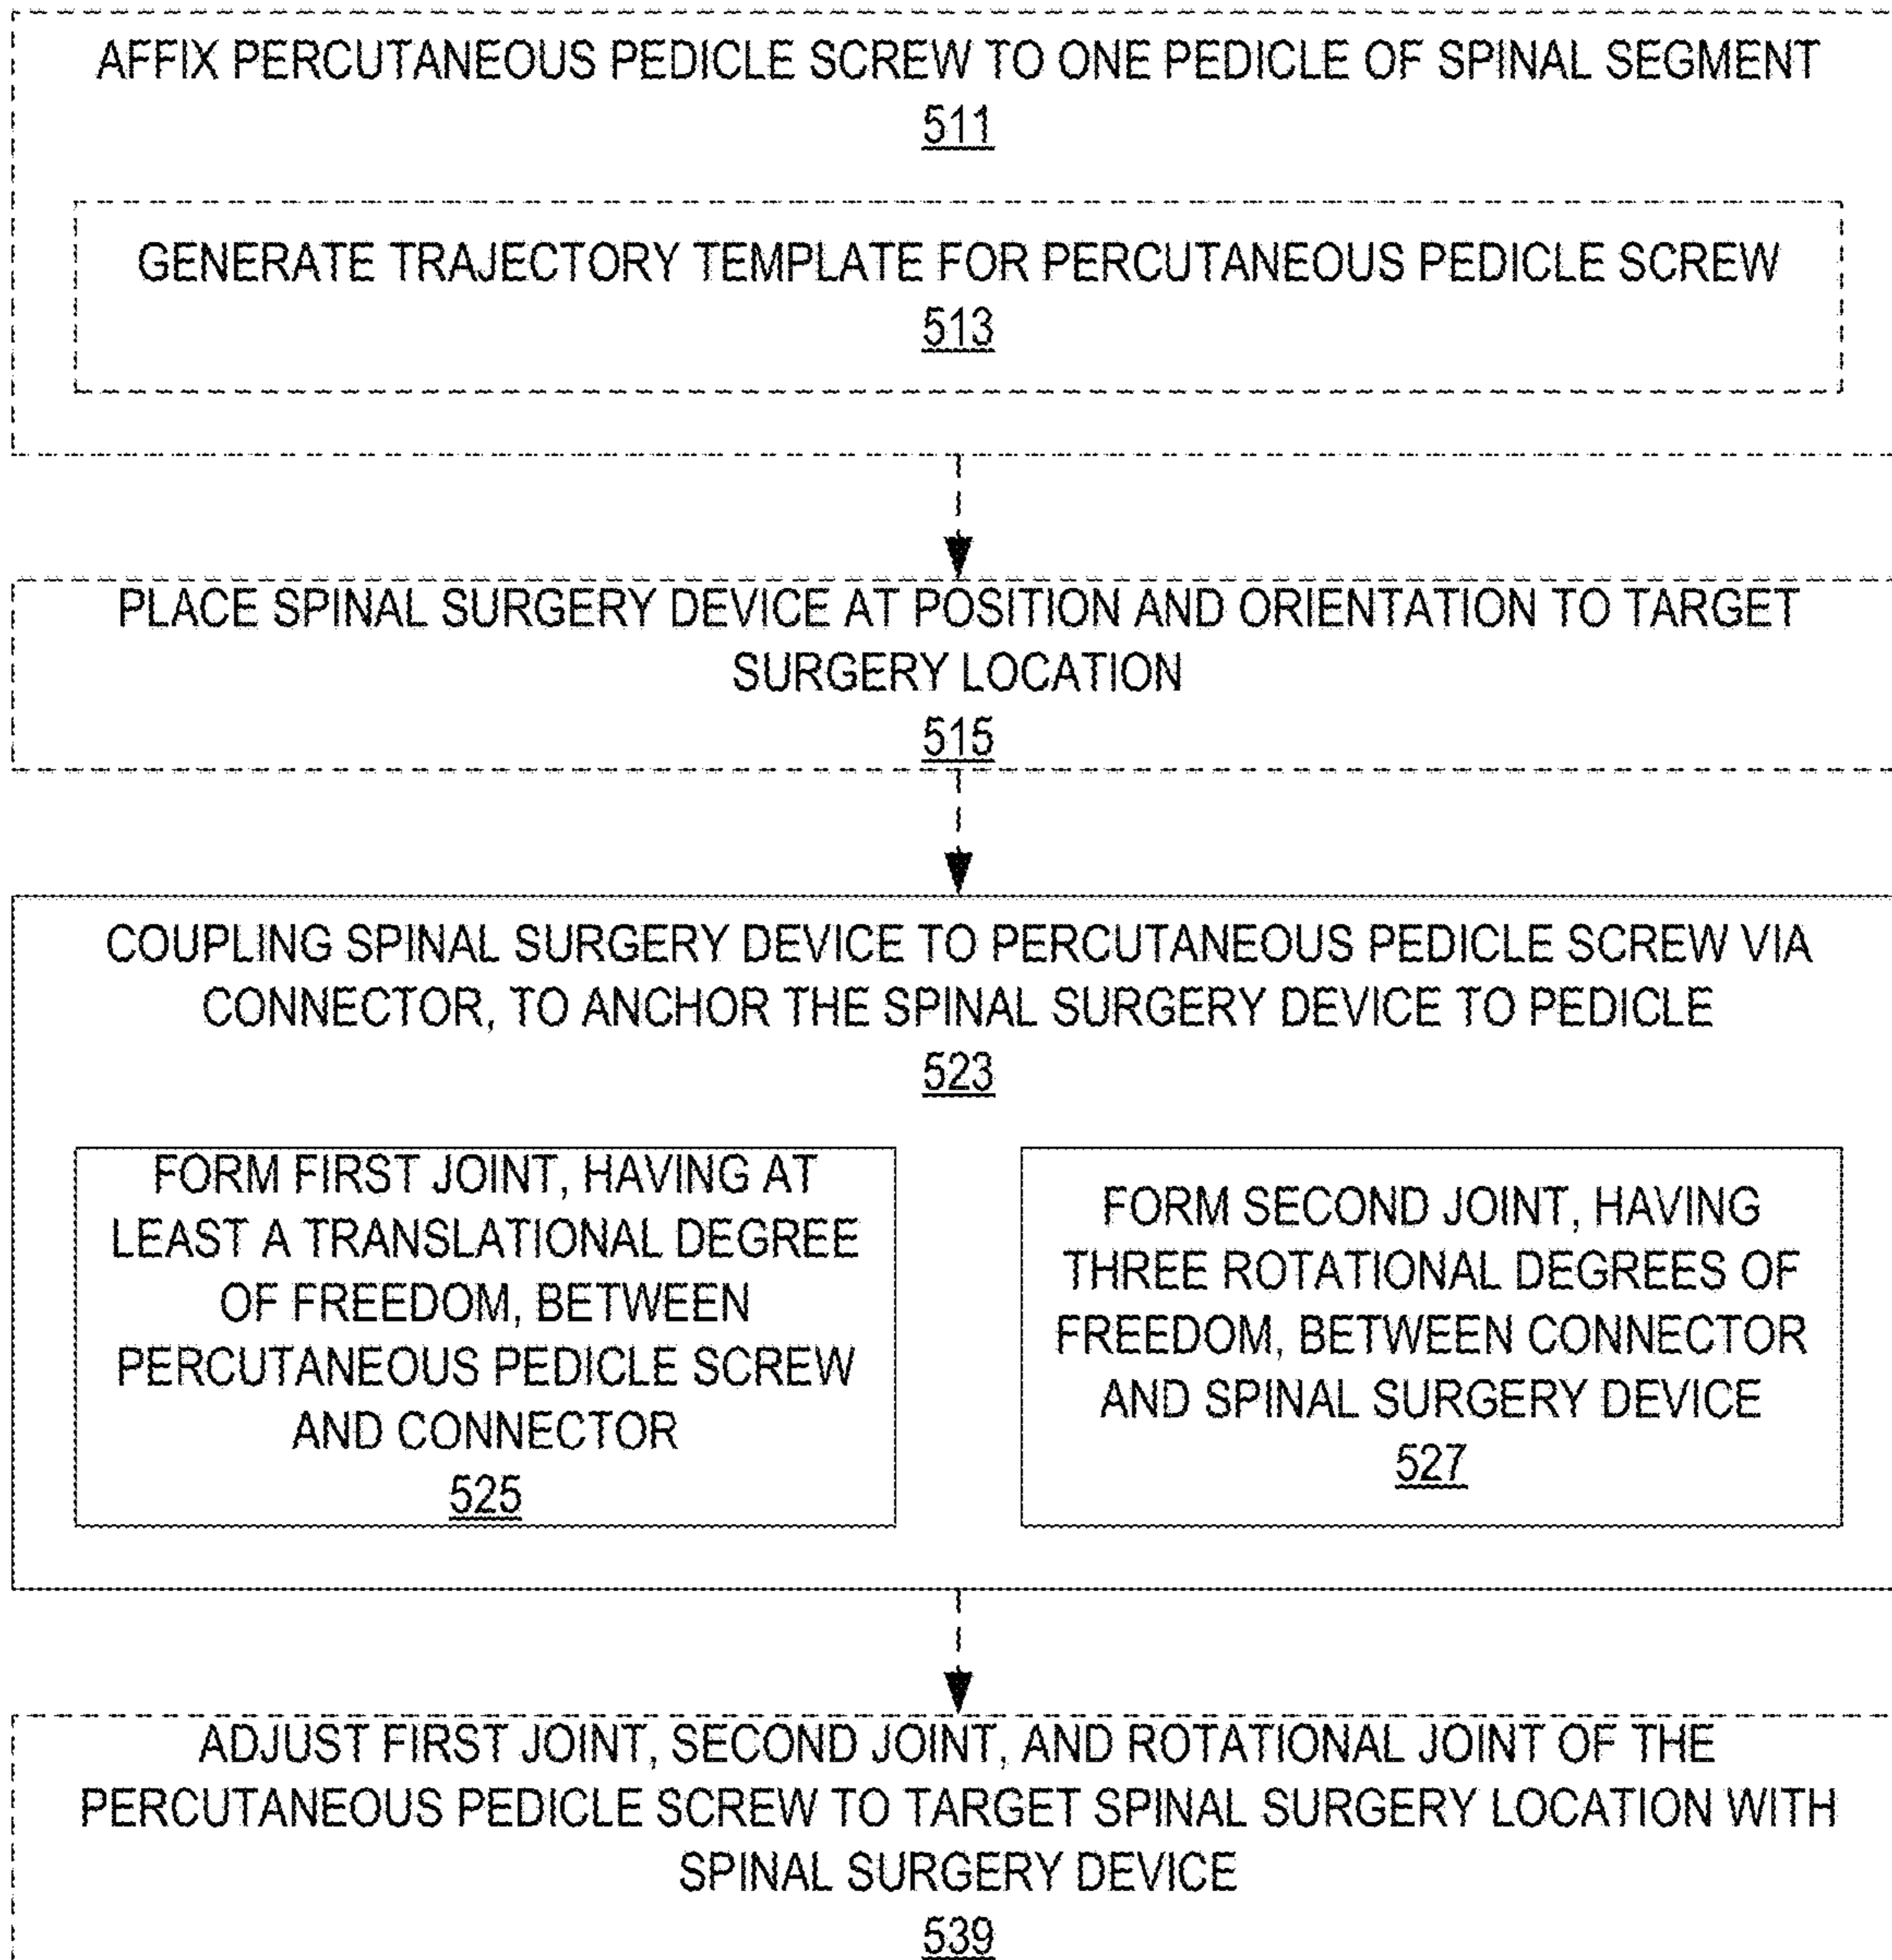 AFFIX PERCUTANEOUS PEDICLE SCREW TO ONE PEDICLE OF SPINAL SEGMENT
511
GENERATE TRAJECTORY TEMPLATE FOR PERCUTANEOUS PEDICLE SCREW
513
PLACE SPINAL SURGERY DEVICE AT POSITION AND ORIENTATION TO TARGET
SURGERY LOCATION
515
COUPLING SPINAL SURGERY DEVICE TO PERCUTANEOUS PEDICLE SCREW VIA
CONNECTOR, TO ANCHOR THE SPINAL SURGERY DEVICE TO PEDICLE
523
FORM FIRST JOINT, HAVING AT
LEAST A TRANSLATIONAL DEGREE
OF FREEDOM, BETWEEN
PERCUTANEOUS PEDICLE SCREW
AND CONNECTOR
525
FORM SECOND JOINT, HAVING
THREE ROTATIONAL DEGREES OF
FREEDOM, BETWEEN CONNECTOR
AND SPINAL SURGERY DEVICE
527
ADJUST FIRST JOINT, SECOND JOINT, AND ROTATIONAL JOINT OF THE
PERCUTANEOUS PEDICLE SCREW TO TARGET SPINAL SURGERY LOCATION WITH
SPINAL SURGERY DEVICE
539